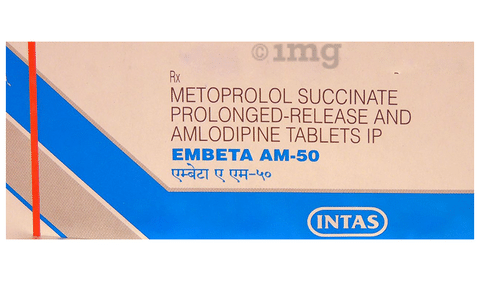 1mg
Rx
METOPROLOL SUCCINATE
PROLONGED-RELEASE AND
AMLODIPINE TABLETS IP
EMBETA AM-50
एम्बेटा ए एम-५०
INTAS